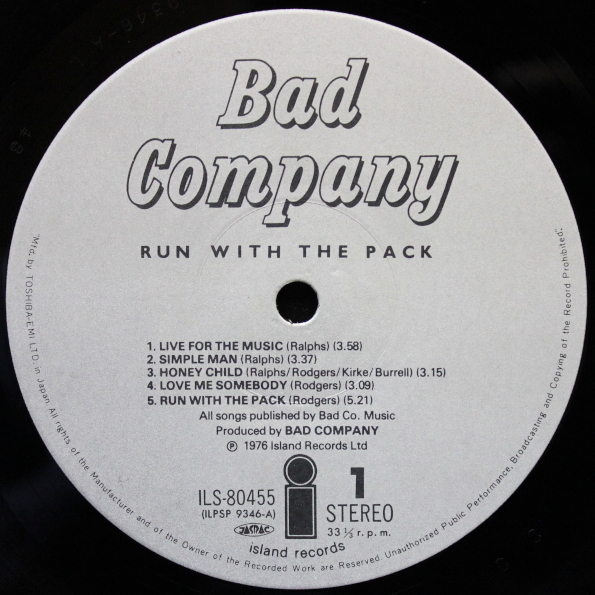 Bad
Company
RUN WITH THE PACK
1. LIVE FOR THE MUSIC (Ralphs) (3.58)
2. SIMPLE MAN (Ralphs) (3.37)
3. HONEY CHILD (Ralphs/Rodgers/Kirke/Burrell) (3.15)
4. LOVE ME SOMEBODY (Rodgers) (3.09)
5. RUN WITH THE PACK (Rodgers) (5.21)
All songs published by Bad Co. Music
Produced by BAD COMPANY
℗ 1976 Island Records Ltd
ILS-80455
(ILPSP 9346-A)
JASRAC
1
STEREO
33 ⅓ r. p. m.
island records
"Mfd. by TOSHIBA-EMI LTD. in Japan. All rights of the Manufacturer and of the Owner of the Recorded Work are Reserved. Unauthorized Public Performance, Broadcasting and Copying of the Record Prohibited".